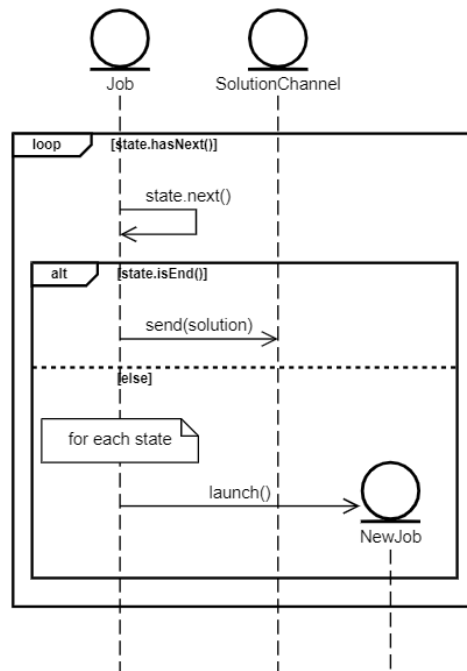 Job
SolutionChannel
loop
[state.hasNext()]
state.next()
alt
[state.isEnd()]
send(solution)
[else]
for each state
launch()
NewJob